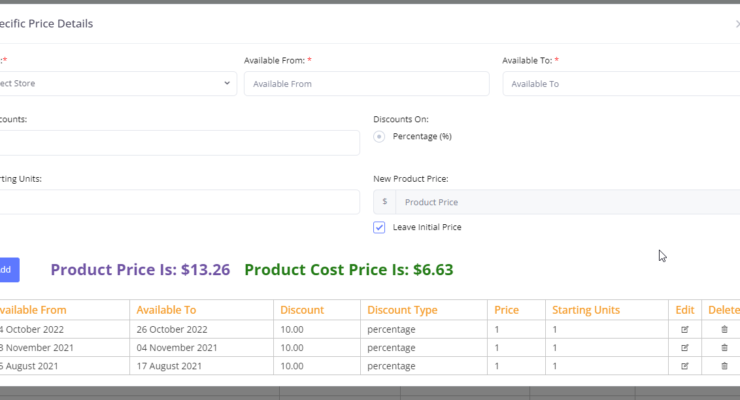 ecific Price Details
:* Available From: * Available To: *
ect Store Available From Available To
counts: Discounts On:
Percentage (%)
rting Units: New Product Price:
$ Product Price
Leave Initial Price
dd Product Price Is: $13.26 Product Cost Price Is: $6.63
vailable From Available To Discount Discount Type Price Starting Units Edit Delete
4 October 2022 26 October 2022 10.00 percentage 1 1
3 November 2021 04 November 2021 10.00 percentage 1 1
5 August 2021 17 August 2021 10.00 percentage 1 1